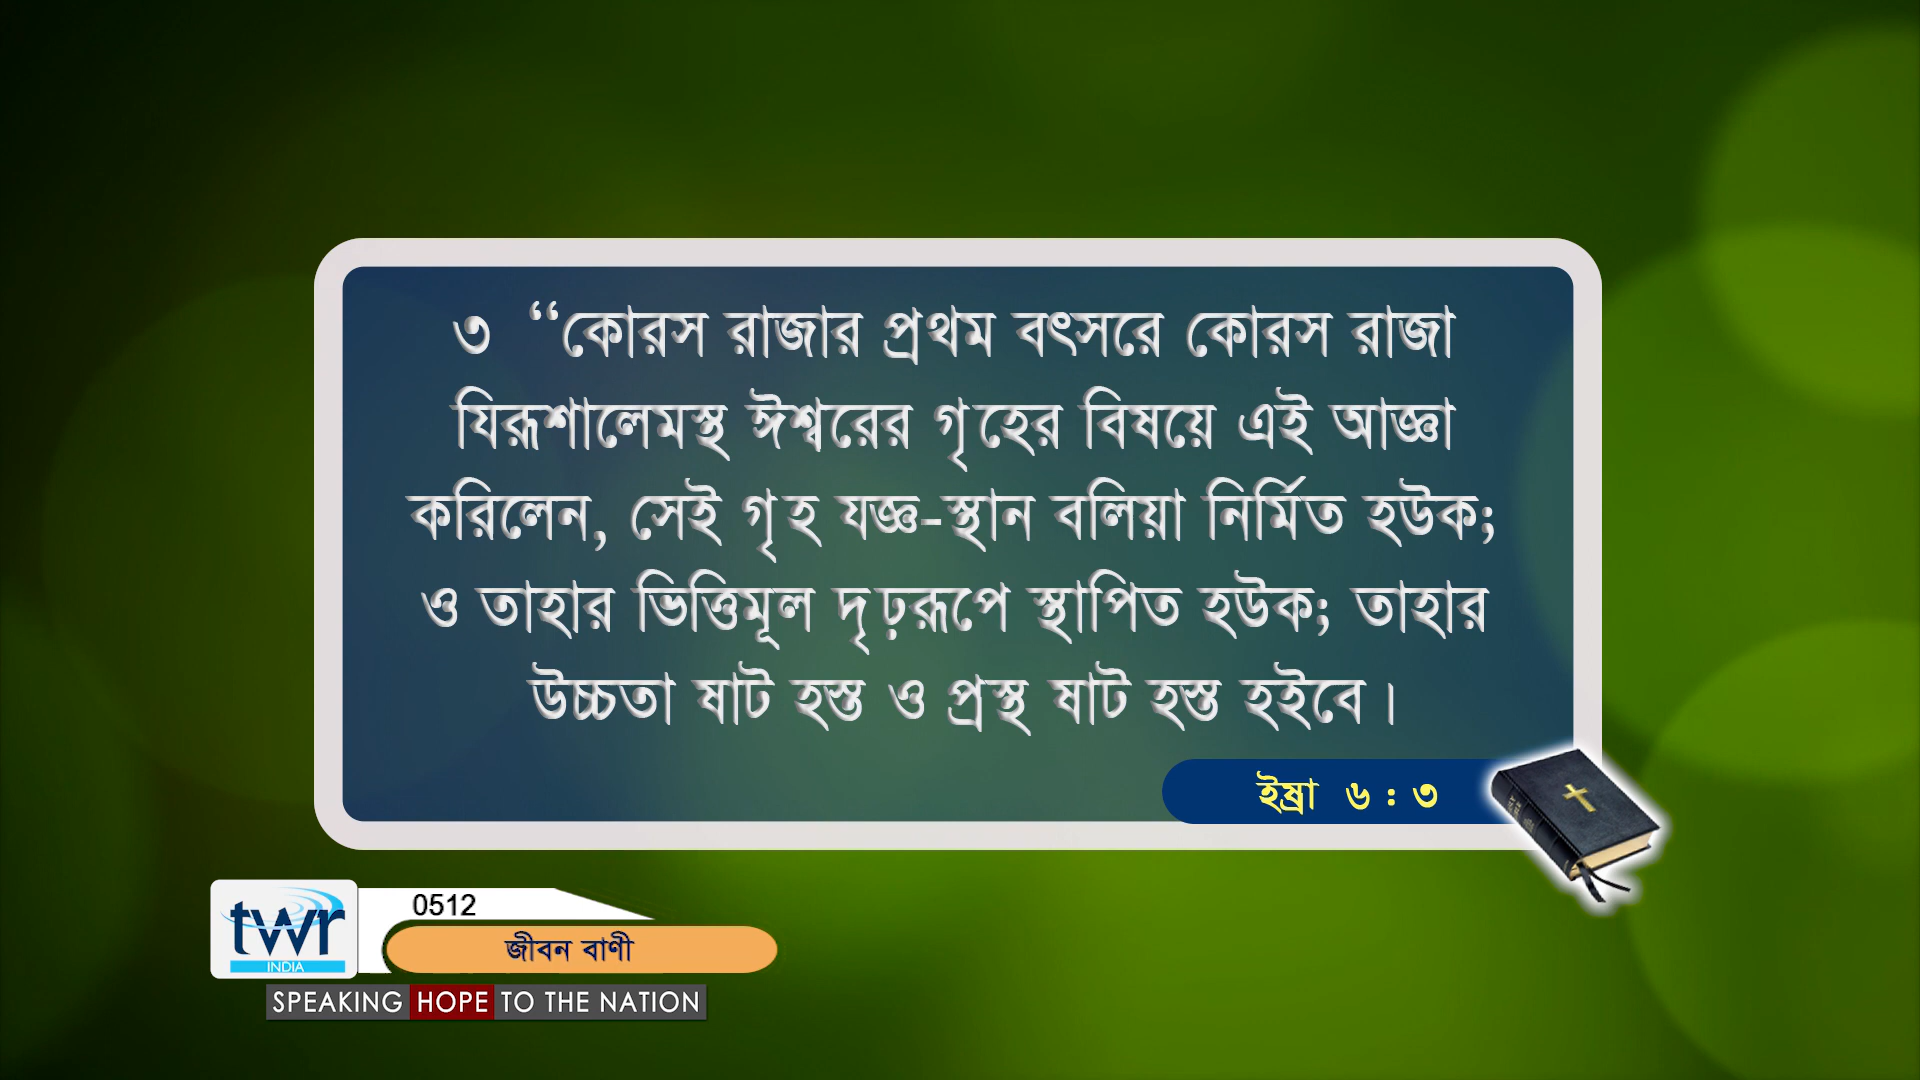 ৩ “কোরস রাজার প্রথম বৎসরে কোরস রাজা
যিরূশালেমস্থ ঈশ্বরের গৃহের বিষয়ে এই আজ্ঞা
করিলেন, সেই গৃহ যজ্ঞ-স্থান বলিয়া নির্মিত হউক;
ও তাহার ভিত্তিমূল দৃঢ়রূপে স্থাপিত হউক; তাহার
উচ্চতা ষাট হস্ত ও প্রস্থ ষাট হস্ত হইবে।
ইষ্রা ৬ : ৩
0512
twr
INDIA
জীবন বাণী
SPEAKING HOPE TO THE NATION